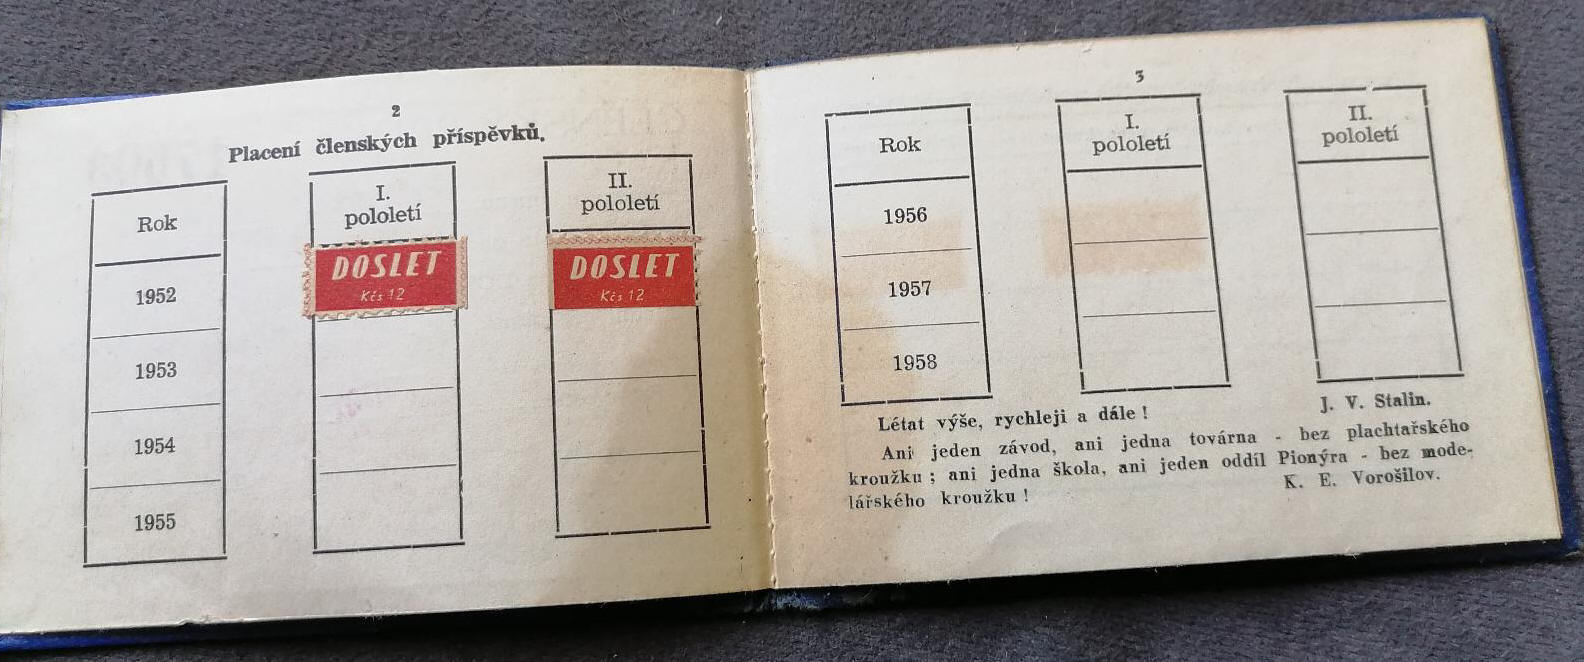 2
Placení členských příspěvků.
Rok
I.
pololetí
II.
pololetí
1952
DOSLET
Kčs 12
DOSLET
Kčs 12
1953
1954
1955
3
Rok
I.
pololetí
II.
pololetí
1956
1957
1958
Létat výše, rychleji a dále !
J. V. Stalin.
Ani jeden závod, ani jedna továrna - bez plachtařského
kroužku ; ani jedna škola, ani jeden oddíl Pionýra - bez mode-
lářského kroužku !
K. E. Vorošilov.